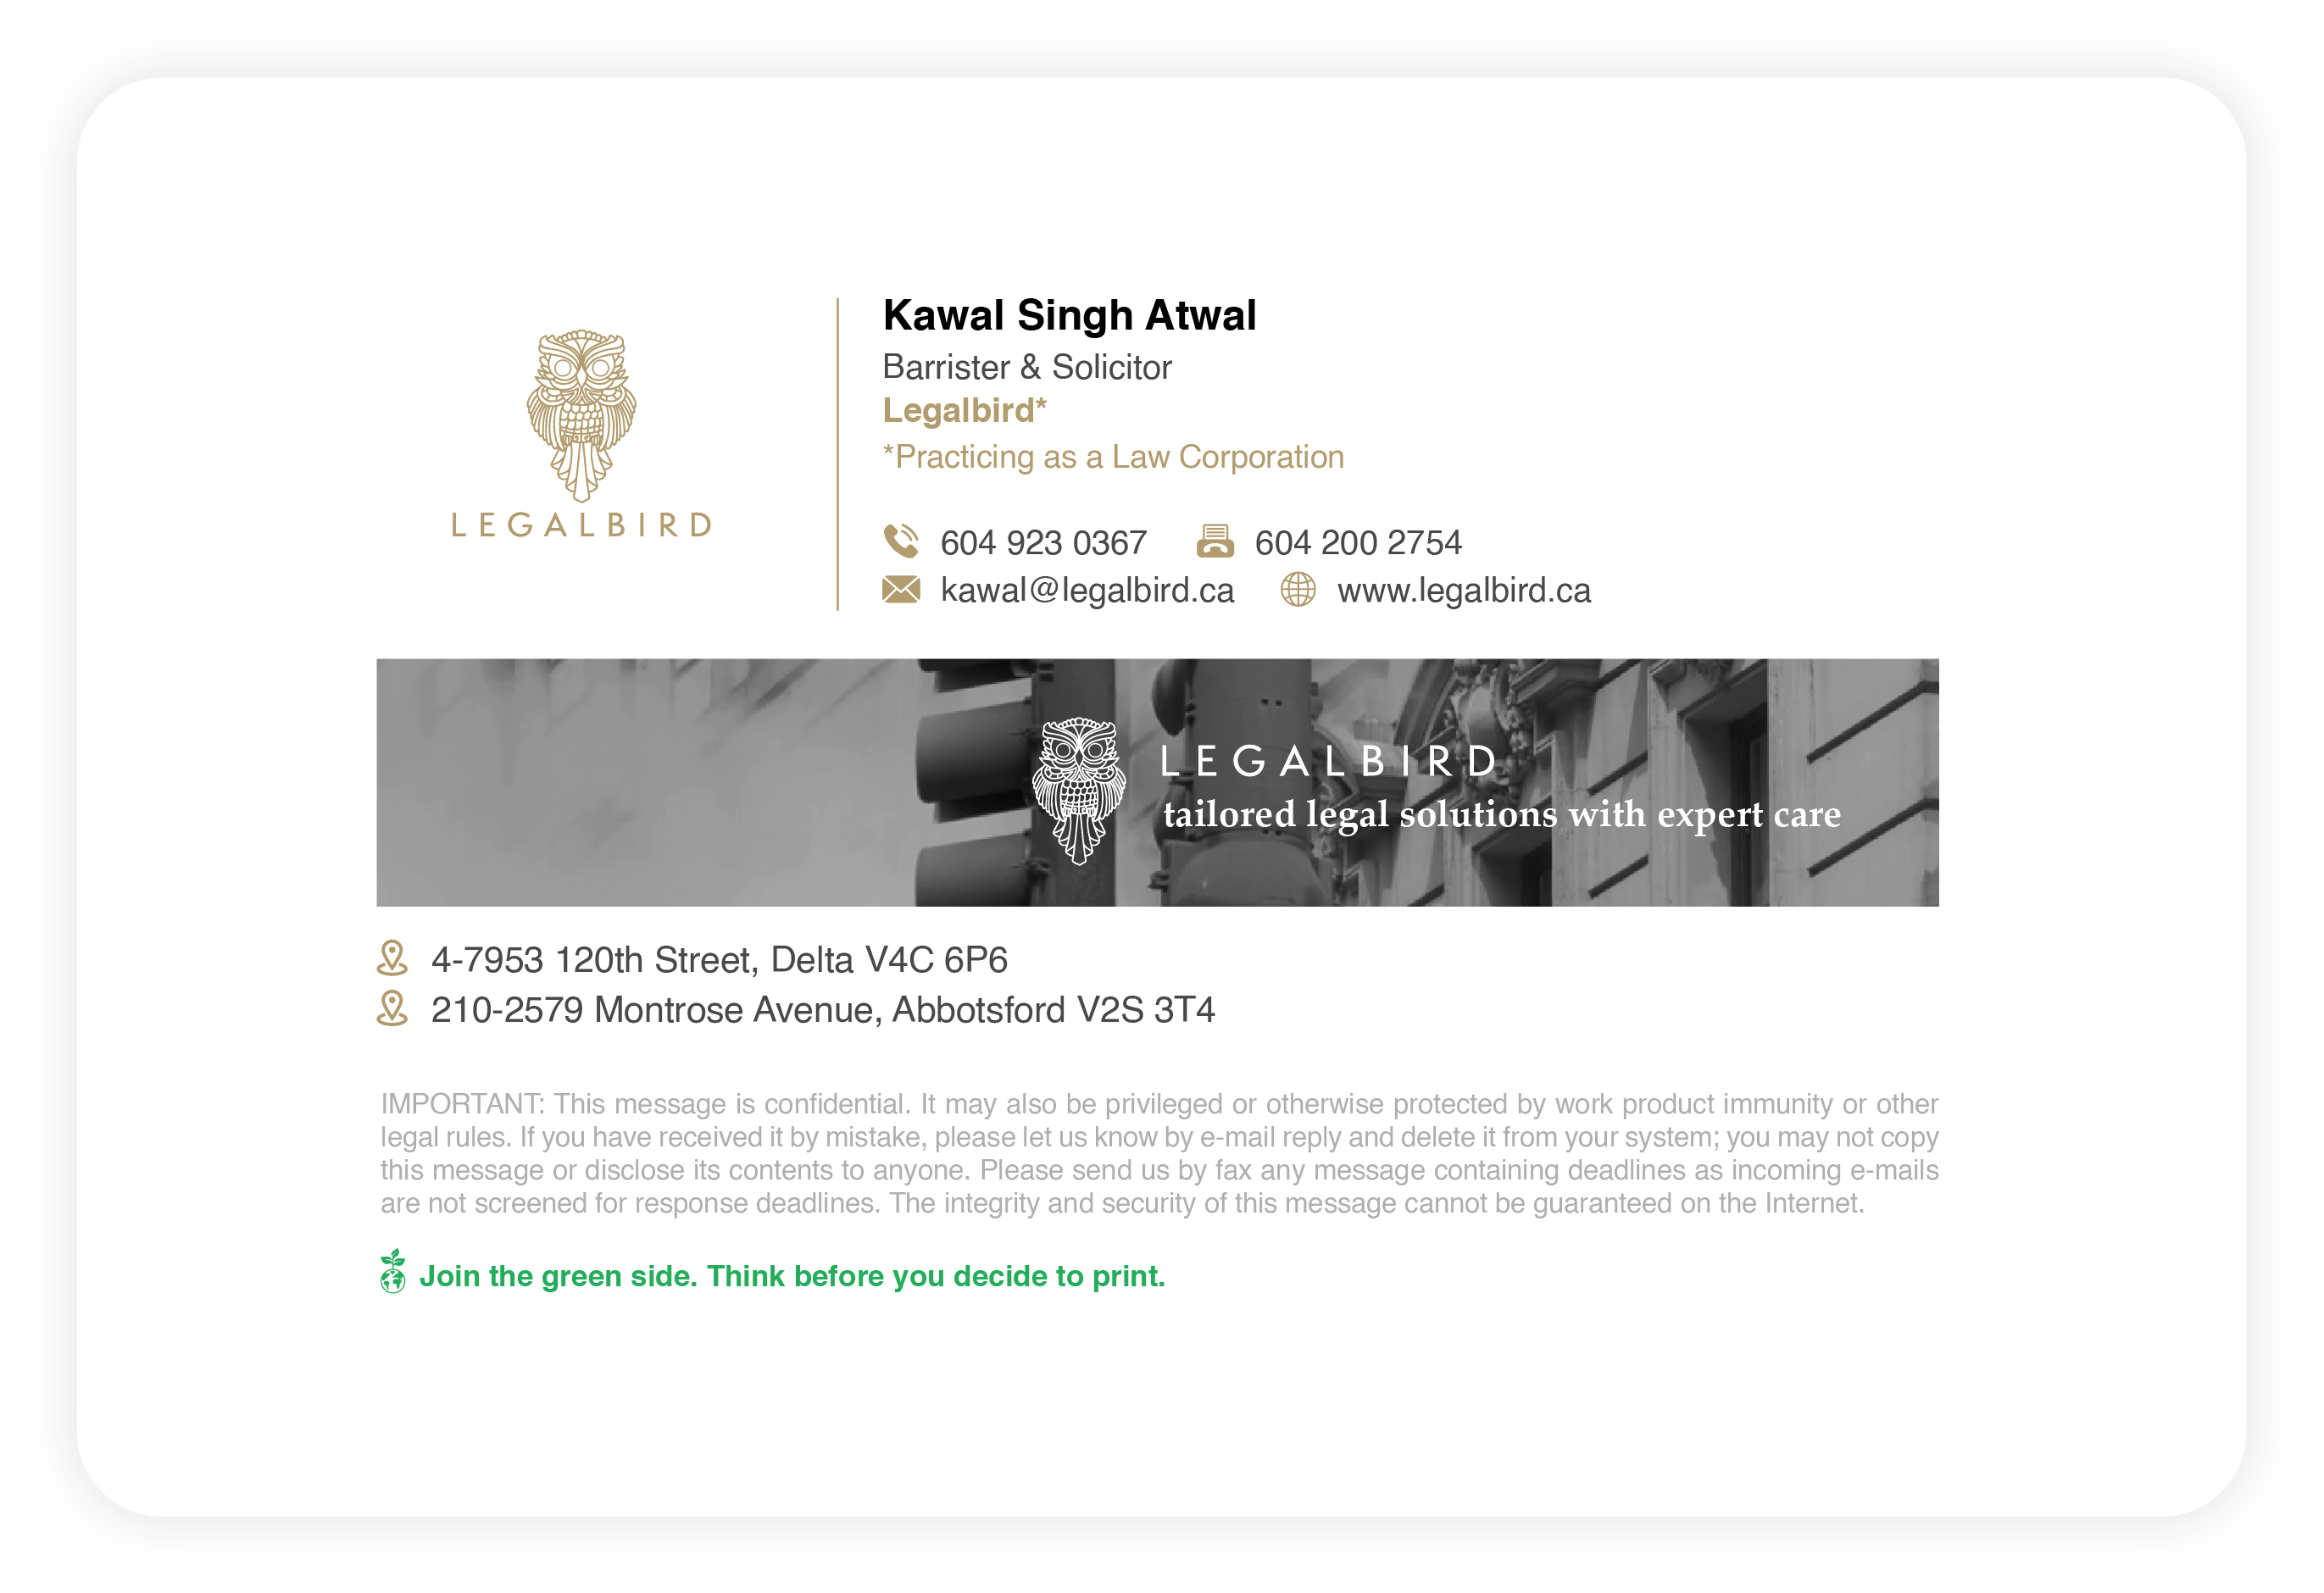 LEGALBIRD
Kawal Singh Atwal
Barrister & Solicitor
Legalbird*
*Practicing as a Law Corporation
604 923 0367 604 200 2754
kawal@legalbird.ca www.legalbird.ca
LEGALBIRD
tailored legal solutions with expert care
4-7953 120th Street, Delta V4C 6P6
210-2579 Montrose Avenue, Abbotsford V2S 3T4
IMPORTANT: This message is confidential. It may also be privileged or otherwise protected by work product immunity or other
legal rules. If you have received it by mistake, please let us know by e-mail reply and delete it from your system; you may not copy
this message or disclose its contents to anyone. Please send us by fax any message containing deadlines as incoming e-mails
are not screened for response deadlines. The integrity and security of this message cannot be guaranteed on the Internet.
Join the green side. Think before you decide to print.